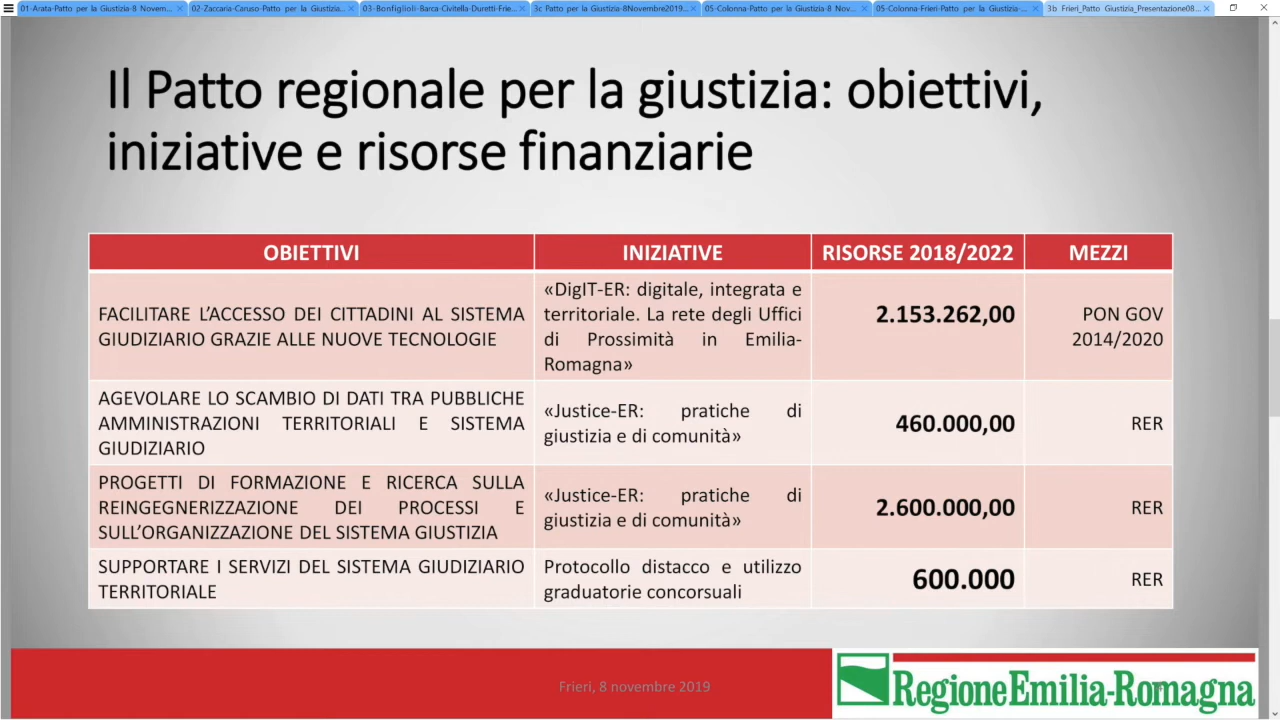 01-Arata-Patto per la Giustizia-8 Novem...
02-Zaccaria-Caruso-Patto per la Giustizia...
03-Bonfiglioli-Barca-Civitella-Duretti-Frie...
3c Patto per la Giustizia-8Novembre2019...
05-Colonna-Patto per la Giustizia-8 Nov...
05-Colonna-Frieri-Patto per la Giustizia-...
3b Frieri_Patto Giustizia_Presentazione08...
Il Patto regionale per la giustizia: obiettivi,
iniziative e risorse finanziarie
OBIETTIVI
INIZIATIVE
RISORSE 2018/2022
MEZZI
FACILITARE L’ACCESSO DEI CITTADINI AL SISTEMA
GIUDIZIARIO GRAZIE ALLE NUOVE TECNOLOGIE
«DigIT-ER: digitale, integrata e
territoriale. La rete degli Uffici
di Prossimità in Emilia-
Romagna»
2.153.262,00
PON GOV
2014/2020
AGEVOLARE LO SCAMBIO DI DATI TRA PUBBLICHE
AMMINISTRAZIONI TERRITORIALI E SISTEMA
GIUDIZIARIO
«Justice-ER: pratiche di
giustizia e di comunità»
460.000,00
RER
PROGETTI DI FORMAZIONE E RICERCA SULLA
REINGEGNERIZZAZIONE DEI PROCESSI E
SULL’ORGANIZZAZIONE DEL SISTEMA GIUSTIZIA
«Justice-ER: pratiche di
giustizia e di comunità»
2.600.000,00
RER
SUPPORTARE I SERVIZI DEL SISTEMA GIUDIZIARIO
TERRITORIALE
Protocollo distacco e utilizzo
graduatorie concorsuali
600.000
RER
Frieri, 8 novembre 2019
RegioneEmilia-Romagna